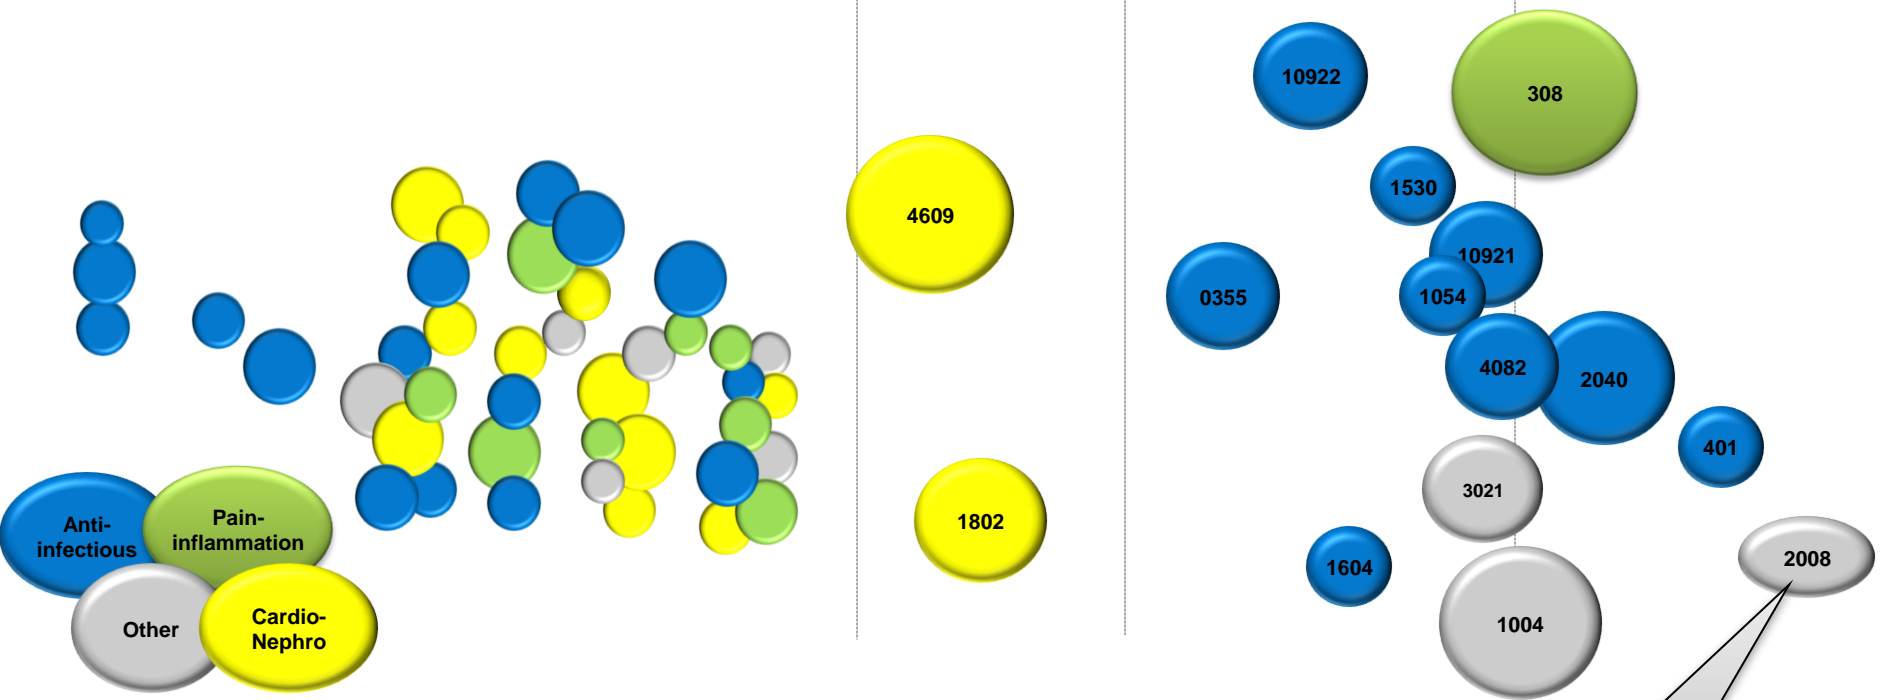 10922
308
1530
4609
10921
0355
1054
4082
2040
401
3021
1802
Anti-
infectious
Pain-
inflammation
2008
1604
Other
Cardio-
Nephro
1004